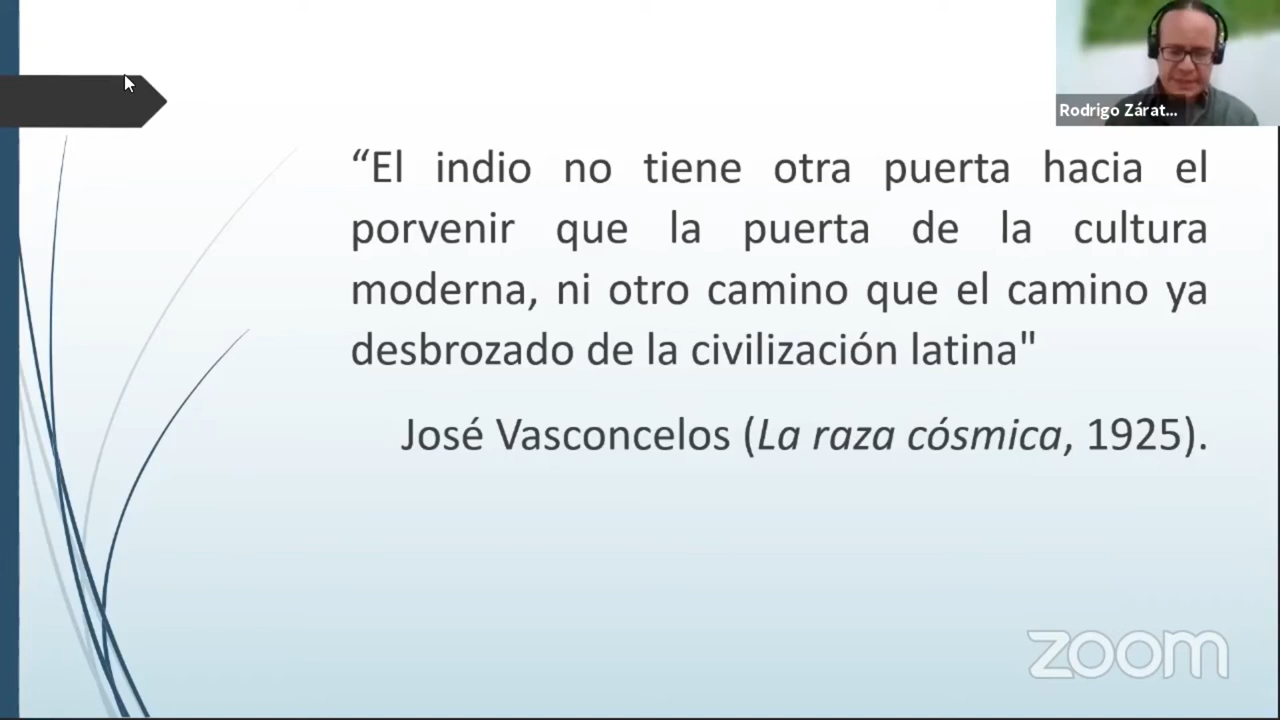 Rodrigo Zárat...
“El indio no tiene otra puerta hacia el
porvenir que la puerta de la cultura
moderna, ni otro camino que el camino ya
desbrozado de la civilización latina"
José Vasconcelos (La raza cósmica, 1925).
zoom